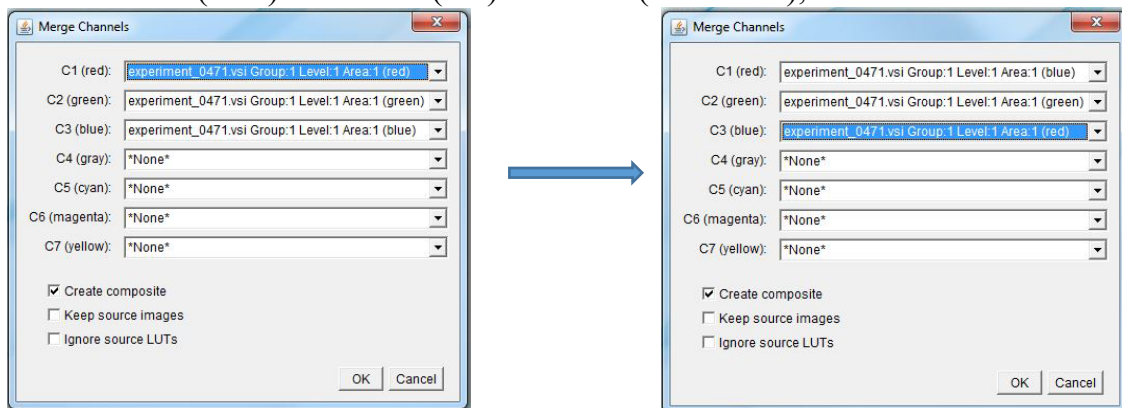 Merge Channels
C1 (red): experiment_0471.vsi Group:1 Level:1 Area:1 (red)
C2 (green): experiment_0471.vsi Group:1 Level:1 Area:1 (green)
C3 (blue): experiment_0471.vsi Group:1 Level:1 Area:1 (blue)
C4 (gray): *None*
C5 (cyan): *None*
C6 (magenta): *None*
C7 (yellow): *None*
Create composite
Keep source images
Ignore source LUTs
OK Cancel
Merge Channels
C1 (red): experiment_0471.vsi Group:1 Level:1 Area:1 (blue)
C2 (green): experiment_0471.vsi Group:1 Level:1 Area:1 (green)
C3 (blue): experiment_0471.vsi Group:1 Level:1 Area:1 (red)
C4 (gray): *None*
C5 (cyan): *None*
C6 (magenta): *None*
C7 (yellow): *None*
Create composite
Keep source images
Ignore source LUTs
OK Cancel